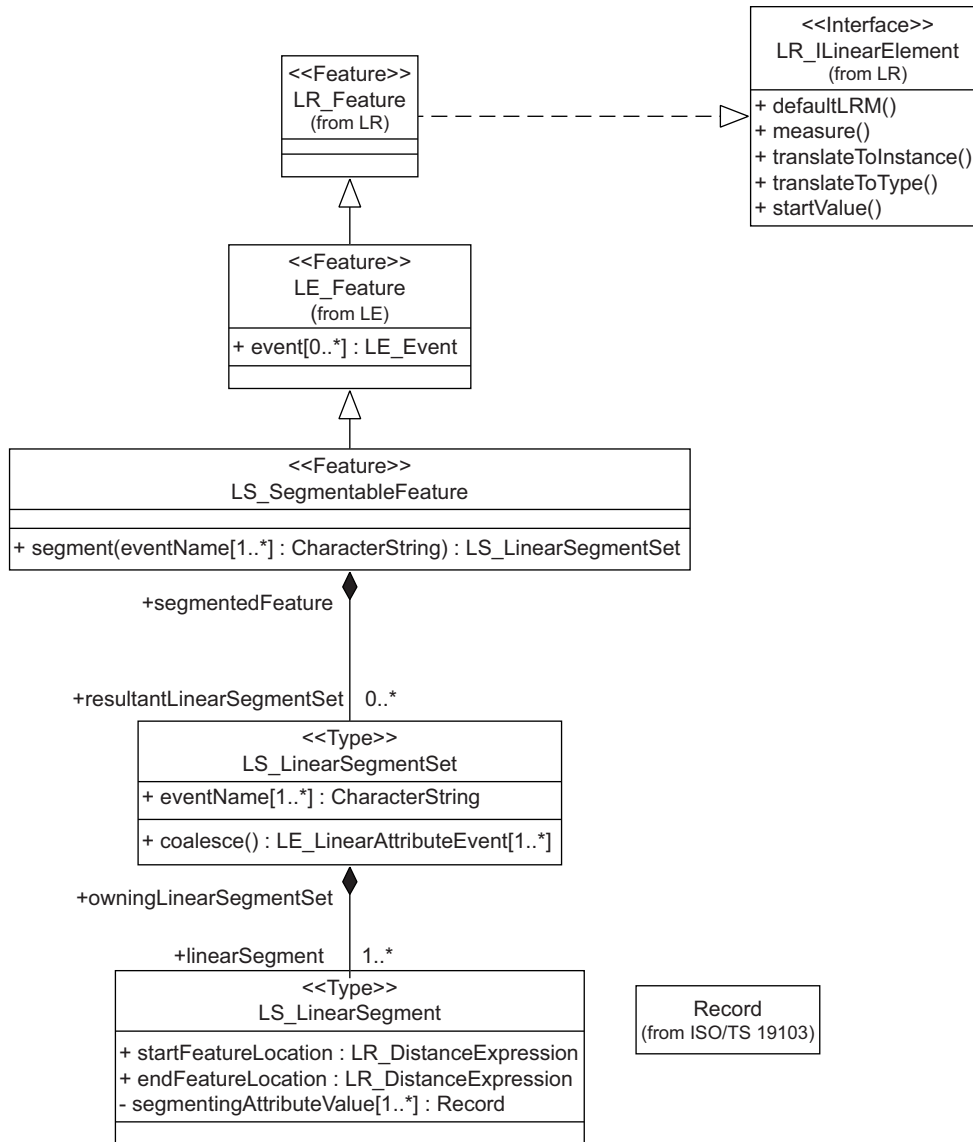 <<Interface>>
LR_ILinearElement
(from LR)
+ defaultLRM()
+ measure()
+ translateToInstance()
+ translateToType()
+ startValue()
<<Feature>>
LR_Feature
(from LR)
<<Feature>>
LE_Feature
(from LE)
+ event[0..*] : LE_Event
<<Feature>>
LS_SegmentableFeature
+ segment(eventName[1..*] : CharacterString) : LS_LinearSegmentSet
+segmentedFeature
+resultantLinearSegmentSet 0..*
<<Type>>
LS_LinearSegmentSet
+ eventName[1..*] : CharacterString
+ coalesce() : LE_LinearAttributeEvent[1..*]
+owningLinearSegmentSet
+linearSegment 1..*
<<Type>>
LS_LinearSegment
+ startFeatureLocation : LR_DistanceExpression
+ endFeatureLocation : LR_DistanceExpression
- segmentingAttributeValue[1..*] : Record
Record
(from ISO/TS 19103)